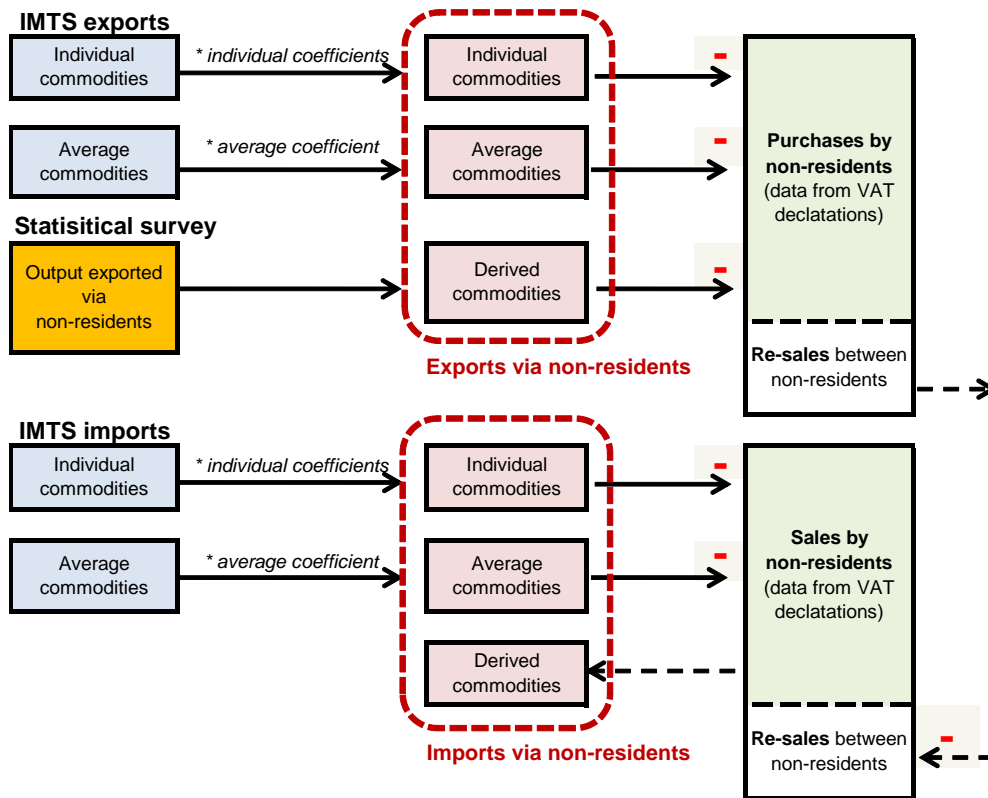 IMTS exports
Individual
commodities
* individual coefficients
Individual
commodities
-
Average
commodities
* average coefficient
Average
commodities
-
Purchases by
non-residents
(data from VAT
declatations)
Statisitical survey
Output exported
via
non-residents
Derived
commodities
-
Re-sales between
non-residents
Exports via non-residents
IMTS imports
Individual
commodities
* individual coefficients
Individual
commodities
-
Average
commodities
* average coefficient
Average
commodities
-
Sales by
non-residents
(data from VAT
declatations)
Derived
commodities
Re-sales between
non-residents
-
Imports via non-residents